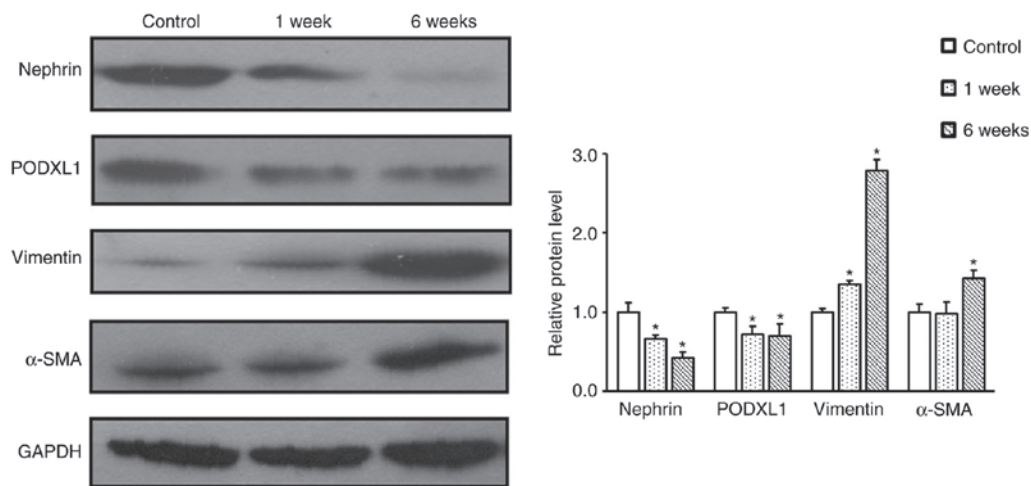 Control 1 week 6 weeks
Nephrin
PODXL1
Vimentin
α-SMA
GAPDH
Control
1 week
6 weeks
Relative protein level
3.0
2.0
1.0
0.0
* * * * * * *
Nephrin PODXL1 Vimentin α-SMA